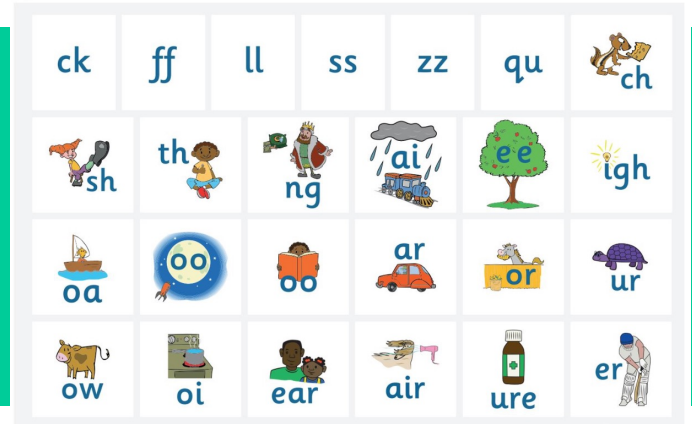 ck ff ll ss zz qu ch
sh th ng ai ee igh
oa oo oo ar or ur
ow oi ear air ure er